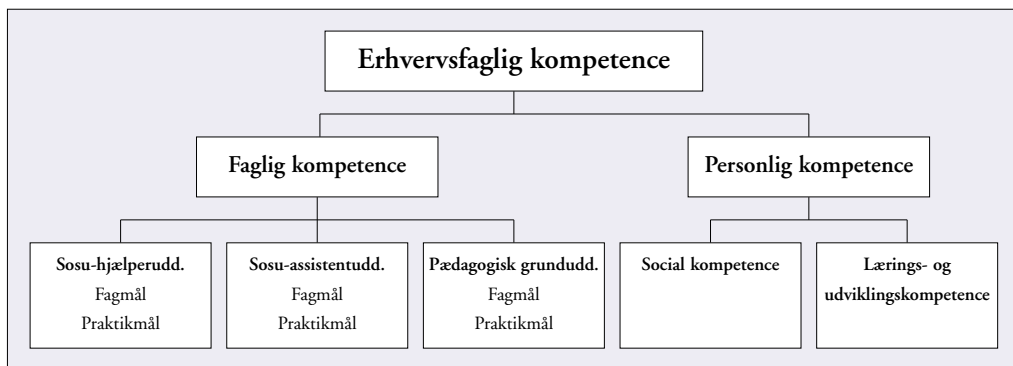 Erhvervsfaglig kompetence
Faglig kompetence
Personlig kompetence
Sosu-hjælperudd.
Fagmål
Praktikmål
Sosu-assistentudd.
Fagmål
Praktikmål
Pædagogisk grundudd.
Fagmål
Praktikmål
Social kompetence
Lærings- og
udviklingskompetence